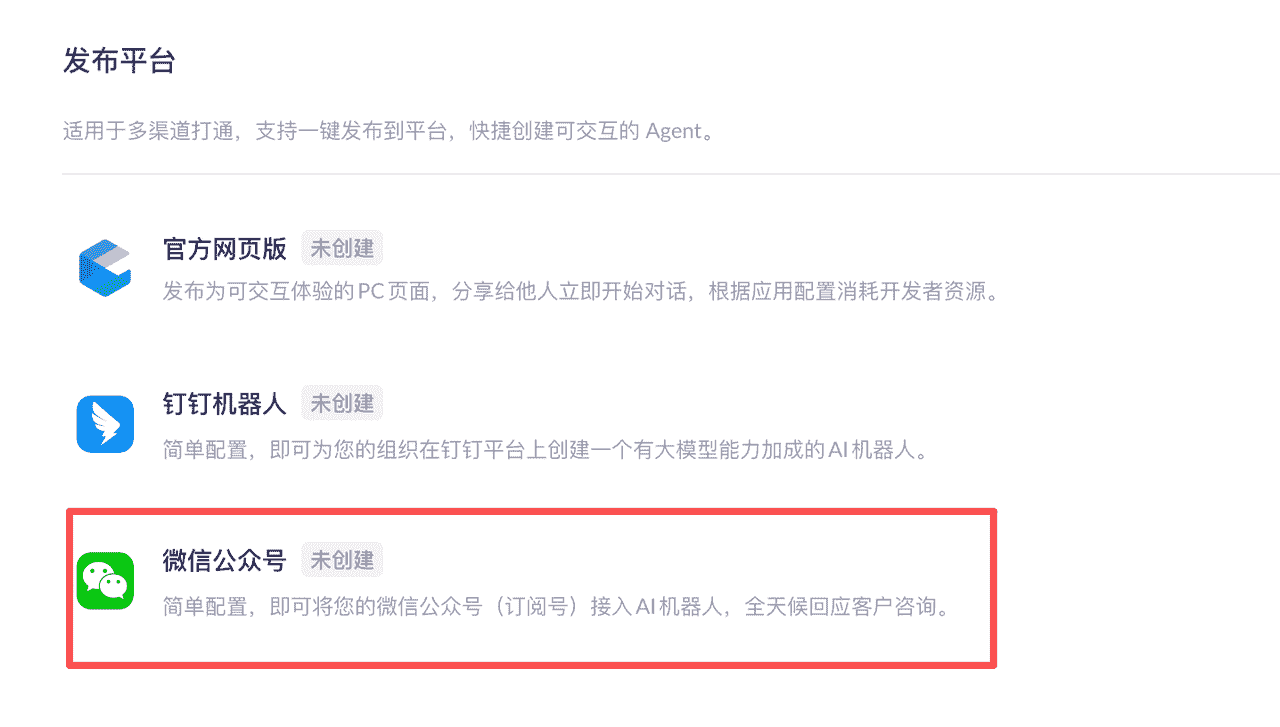 发布平台
适用于多渠道打通，支持一键发布到平台，快捷创建可交互的 Agent。
官方网页版 未创建
发布为可交互体验的PC页面，分享给他人立即开始对话，根据应用配置消耗开发者资源。
钉钉机器人 未创建
简单配置，即可为您的组织在钉钉平台上创建一个有大模型能力加成的AI机器人。
微信公众号 未创建
简单配置，即可将您的微信公众号（订阅号）接入AI机器人，全天候回应客户咨询。